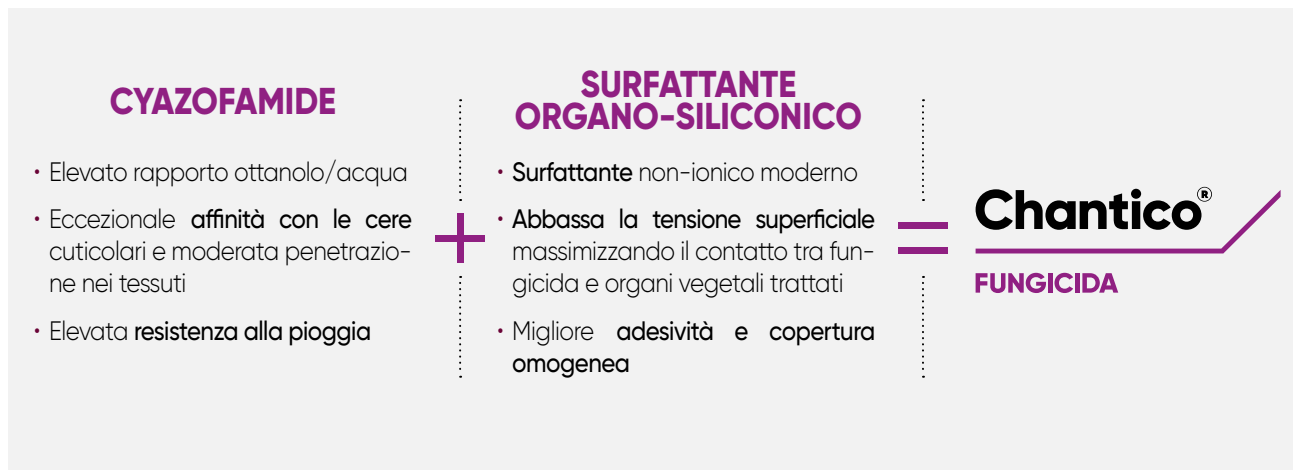 CYAZOFAMIDE
• Elevato rapporto ottanolo/acqua
• Eccezionale affinità con le cere
cuticolari e moderata penetrazio-
ne nei tessuti
• Elevata resistenza alla pioggia
+
SURFATTANTE
ORGANO-SILICONICO
• Surfattante non-ionico moderno
• Abbassa la tensione superficiale
massimizzando il contatto tra fun-
gicida e organi vegetali trattati
• Migliore adesività e copertura
omogenea
=
Chantico®
FUNGICIDA